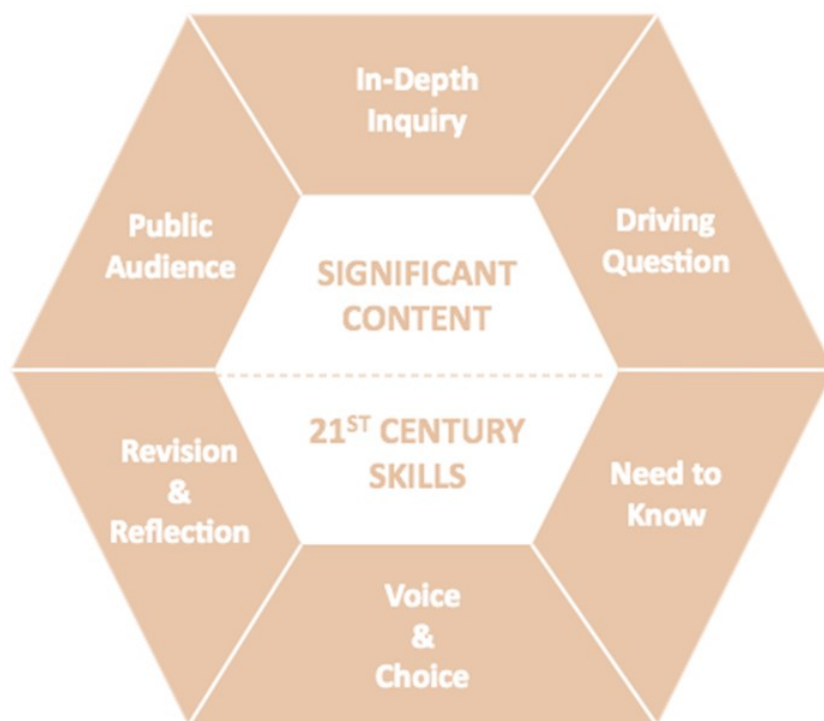 In-Depth
Inquiry
Driving
Question
Need to
Know
Voice
&
Choice
Revision
&
Reflection
Public
Audience
SIGNIFICANT
CONTENT
21ST CENTURY
SKILLS